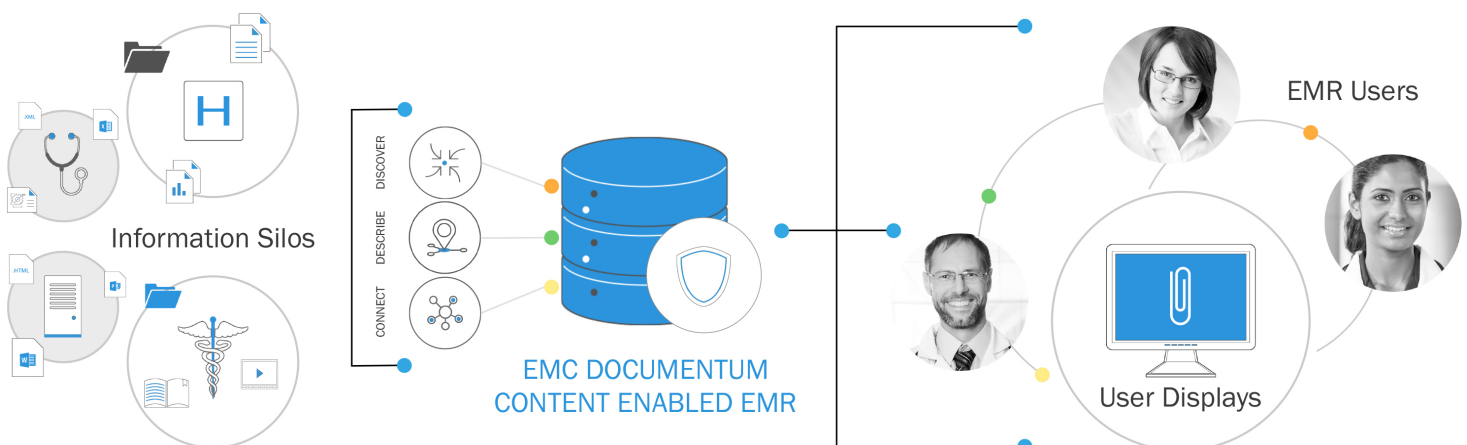 .XML
X
H
Information Silos
.HTML
P
W
DISCOVER
DESCRIBE
CONNECT
EMC DOCUMENTUM
CONTENT ENABLED EMR
EMR Users
User Displays